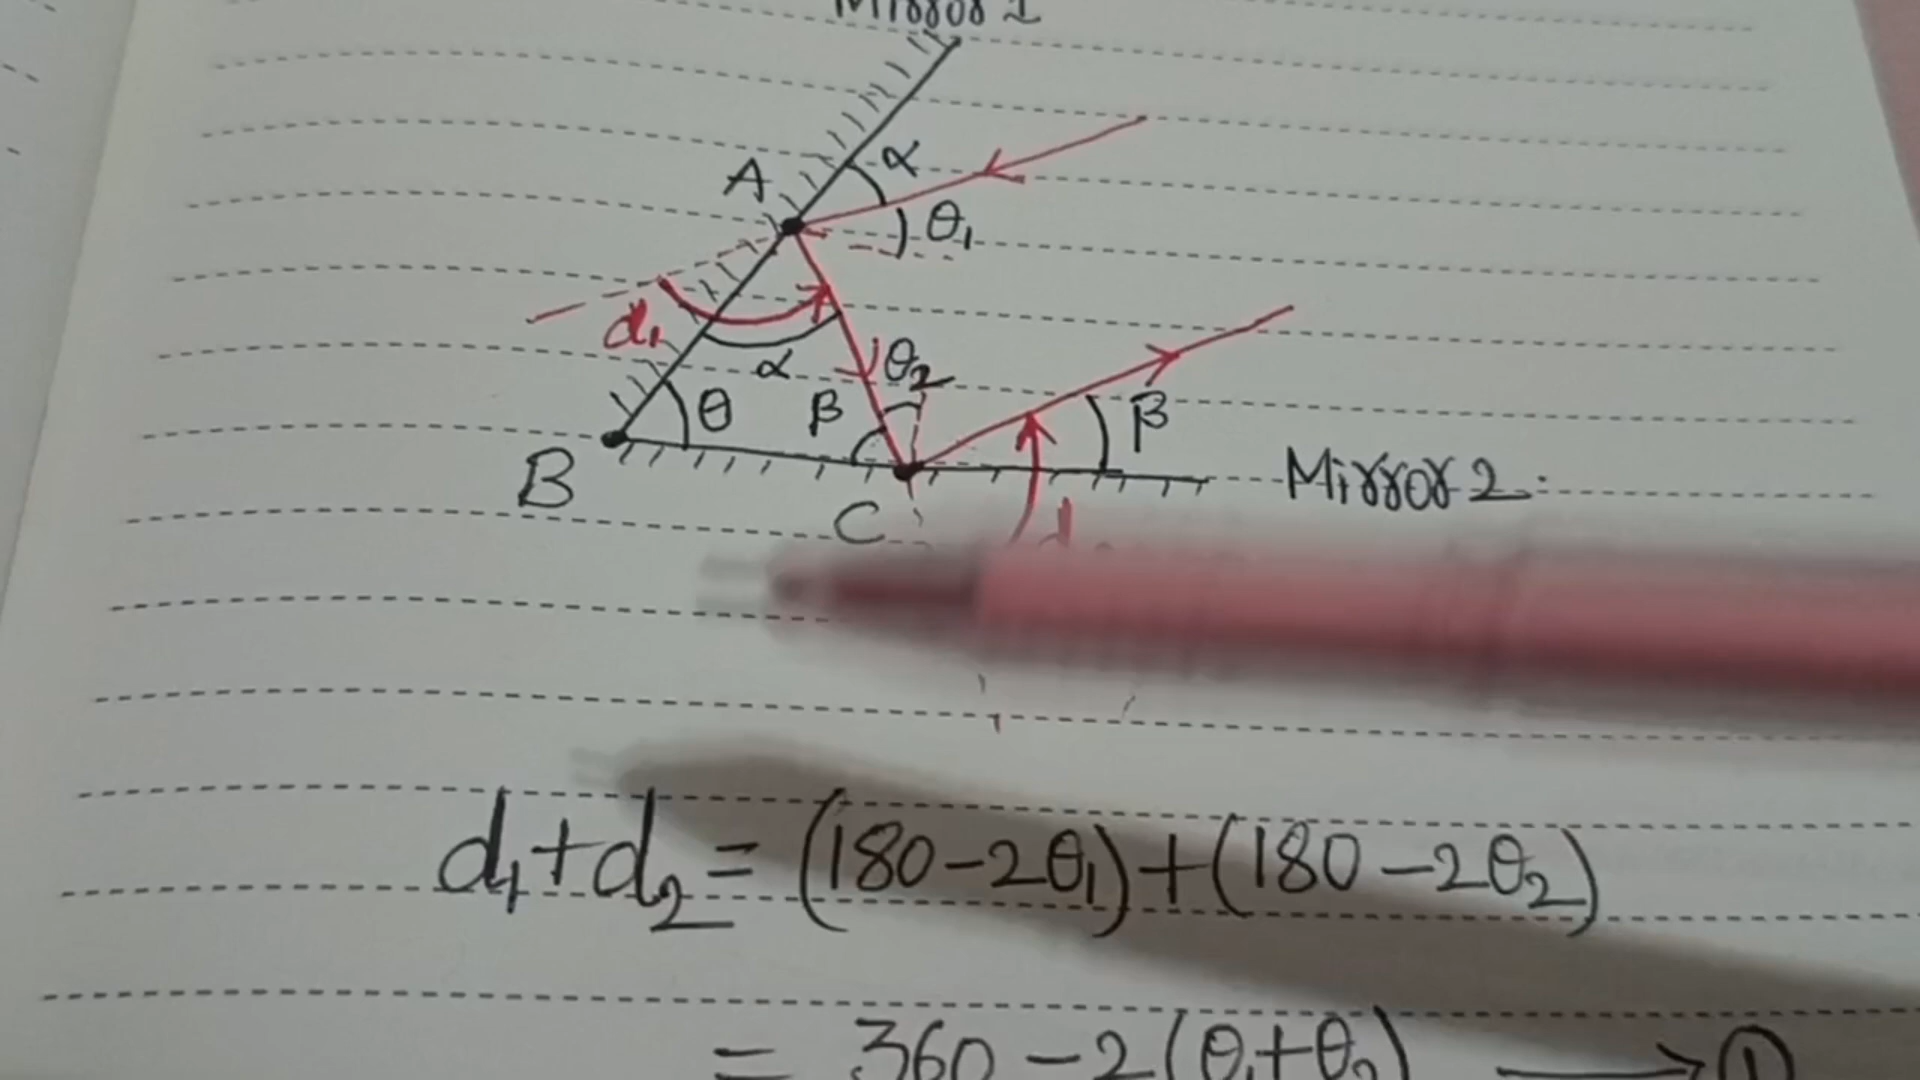 Mirror 1
α
A
θ₁
d₁
α
θ₂
θ
β
β
B
Mirror 2
C
d₁+d₂ = (180-2θ₁)+(180-2θ₂)
= 360-2(θ₁+θ₂) → ①